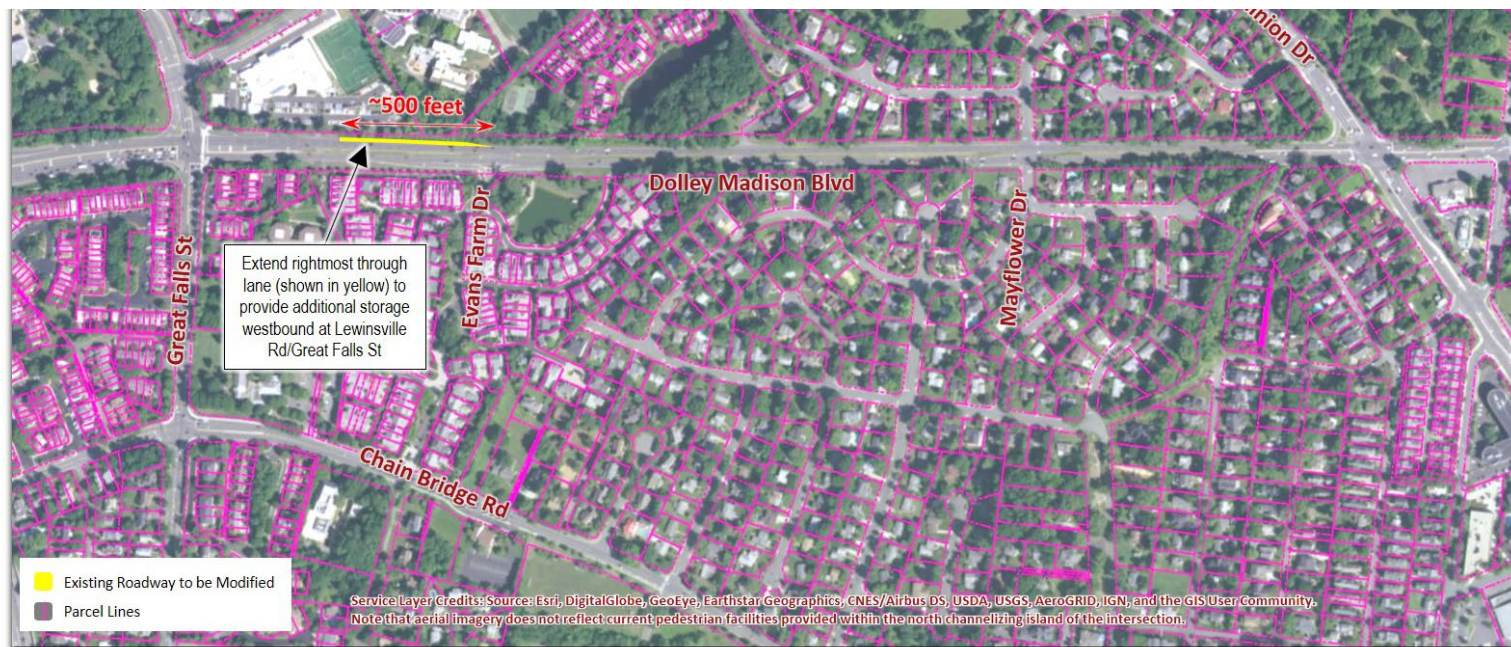 inion Dr
~500 feet
Dolley Madison Blvd
Great Falls St
Evans Farm Dr
Mayflower Dr
Extend rightmost through
lane (shown in yellow) to
provide additional storage
westbound at Lewinsville
Rd/Great Falls St
Chain Bridge Rd
Existing Roadway to be Modified
Parcel Lines
Service Layer Credits: Source: Esri, DigitalGlobe, GeoEye, Earthstar Geographics, CNES/Airbus DS, USDA, USGS, AeroGRID, IGN, and the GIS User Community.
Note that aerial imagery does not reflect current pedestrian facilities provided within the north channelizing island of the intersection.